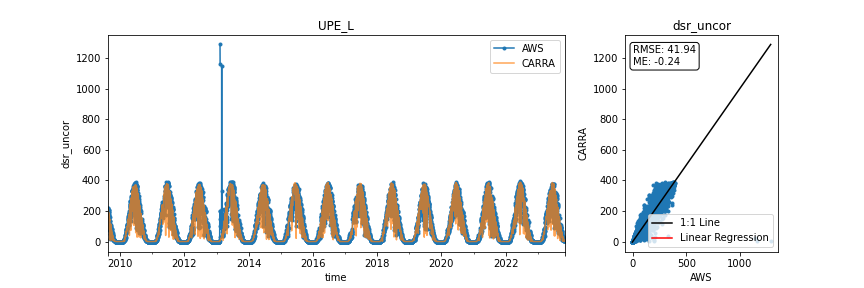 UPE_L
dsr_uncor
1200
1000
800
600
400
200
0
2010
2012
2014
2016
2018
2020
2022
time
AWS
CARRA
dsr_uncor
CARRA
1200
1000
800
600
400
200
0
RMSE: 41.94
ME: -0.24
1:1 Line
Linear Regression
0
500
1000
AWS